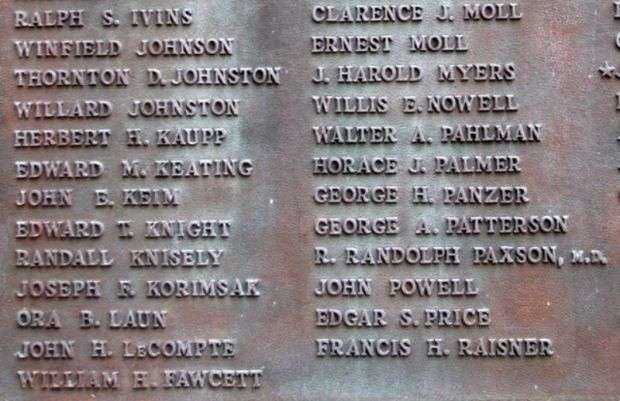 RALPH S. IVINS
WINFIELD JOHNSON
THORNTON D. JOHNSTON
WILLARD JOHNSTON
HERBERT H. KAUPP
EDWARD M. KEATING
JOHN E. KEIM
EDWARD T. KNIGHT
RANDALL KNISELY
JOSEPH F. KORIMSAK
ORA B. LAUN
JOHN H. LECOMPTE
WILLIAM H. FAWCETT
CLARENCE J. MOLL
ERNEST MOLL
J. HAROLD MYERS
WILLIS E. NOWELL
WALTER A. PAHLMAN
HORACE J. PALMER
GEORGE H. PANZER
GEORGE A. PATTERSON
R. RANDOLPH PAXSON, M.D.
JOHN POWELL
EDGAR S. PRICE
FRANCIS H. RAISNER